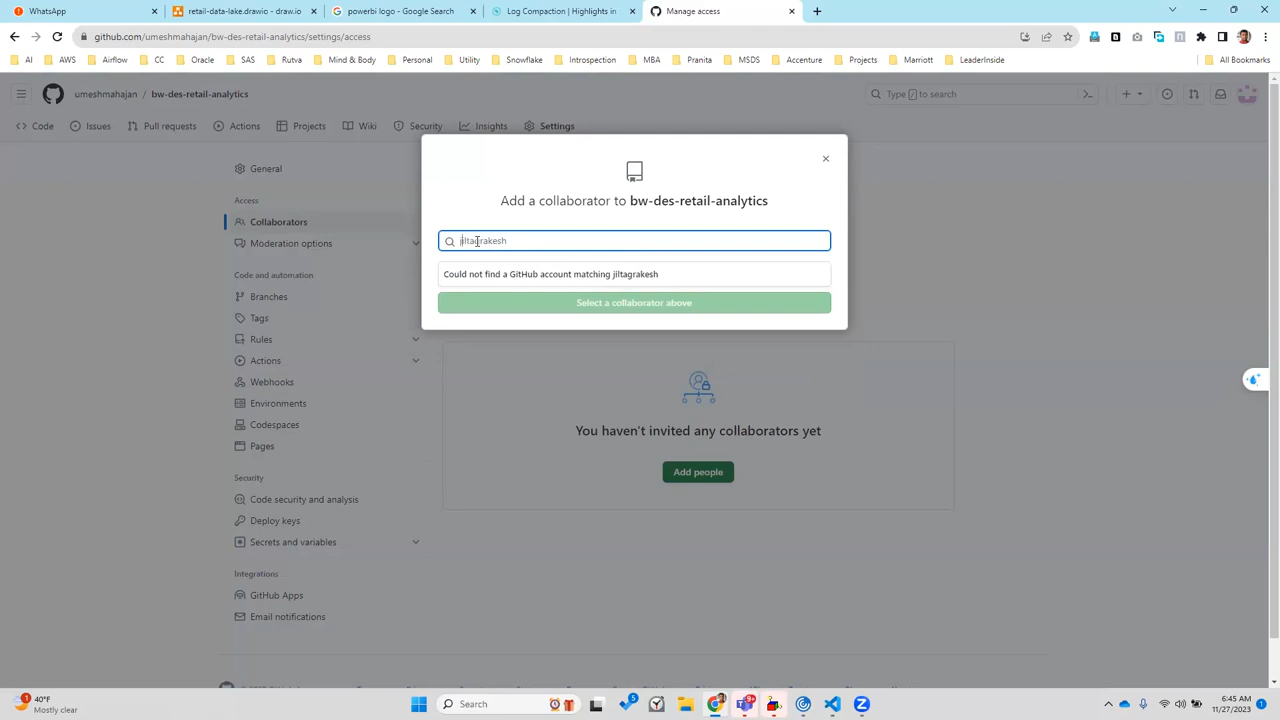 WhatsApp
retail-data-lake.drawio - draw.io
powerbi logo - Google Search
Log Compaction | Highlights in
Manage access
github.com/umeshmahajan/bw-des-retail-analytics/settings/access
AI
AWS
Airflow
CC
Oracle
SAS
Rutva
Mind & Body
Personal
Utility
Snowflake
Introspection
MBA
Pranita
MSDS
Accenture
Projects
Marriott
LeaderInside
All Bookmarks
umeshmahajan / bw-des-retail-analytics
Type / to search
Code
Issues
Pull requests
Actions
Projects
Wiki
Security
Insights
Settings
General
Access
Collaborators
Moderation options
Code and automation
Branches
Tags
Rules
Actions
Webhooks
Environments
Codespaces
Pages
Security
Code security and analysis
Deploy keys
Secrets and variables
Integrations
GitHub Apps
Email notifications
Add a collaborator to bw-des-retail-analytics
jiltagrakesh
Could not find a GitHub account matching jiltagrakesh
Select a collaborator above
You haven't invited any collaborators yet
Add people
1
40°F
Mostly clear
Search
5
9+
6:45 AM
11/27/2023
1